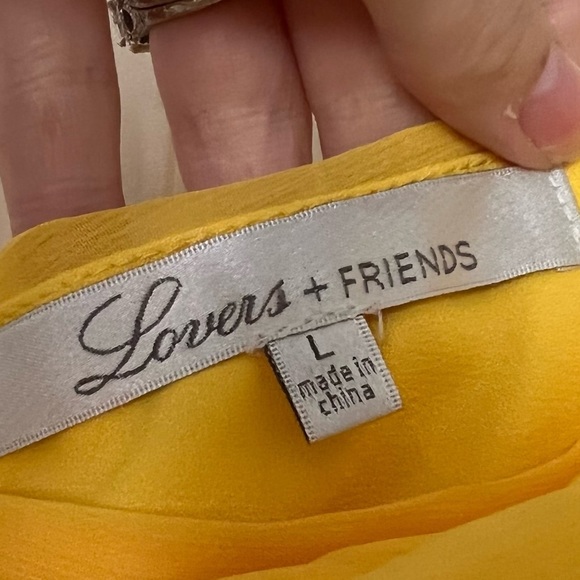 Lovers + FRIENDS
L
made in
china